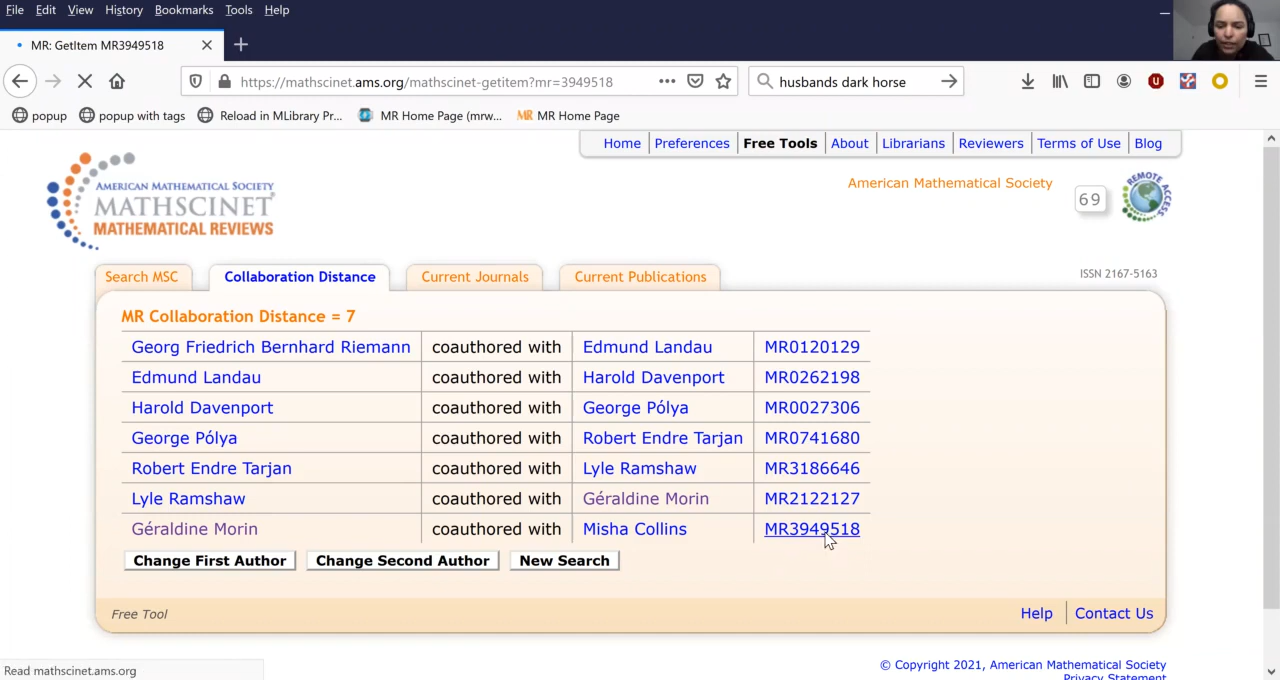 File Edit View History Bookmarks Tools Help
MR: GetItem MR3949518
https://mathscinet.ams.org/mathscinet-getitem?mr=3949518
husbands dark horse
popup popup with tags Reload in MLibrary Pr... MR Home Page (mrw... MR MR Home Page
Home Preferences Free Tools About Librarians Reviewers Terms of Use Blog
AMERICAN MATHEMATICAL SOCIETY
MATHSCINET
MATHEMATICAL REVIEWS
American Mathematical Society
69
REMOTE ACCESS
Search MSC Collaboration Distance Current Journals Current Publications
ISSN 2167-5163
MR Collaboration Distance = 7
Georg Friedrich Bernhard Riemann coauthored with Edmund Landau MR0120129
Edmund Landau coauthored with Harold Davenport MR0262198
Harold Davenport coauthored with George Pólya MR0027306
George Pólya coauthored with Robert Endre Tarjan MR0741680
Robert Endre Tarjan coauthored with Lyle Ramshaw MR3186646
Lyle Ramshaw coauthored with Géraldine Morin MR2122127
Géraldine Morin coauthored with Misha Collins MR3949518
Change First Author Change Second Author New Search
Free Tool
Help Contact Us
© Copyright 2021, American Mathematical Society
Privacy Statement
Read mathscinet.ams.org